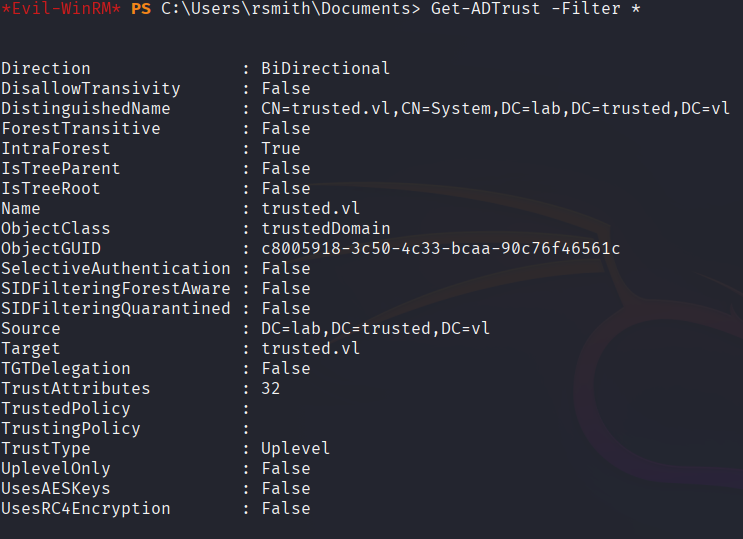 *Evil-WinRM* PS C:\Users\rsmith\Documents> Get-ADTrust -Filter *
Direction               : BiDirectional
DisallowTransivity      : False
DistinguishedName       : CN=trusted.vl,CN=System,DC=lab,DC=trusted,DC=vl
ForestTransitive        : False
IntraForest             : True
IsTreeParent            : False
IsTreeRoot              : False
Name                    : trusted.vl
ObjectClass             : trustedDomain
ObjectGUID              : c8005918-3c50-4c33-bcaa-90c76f46561c
SelectiveAuthentication : False
SIDFilteringForestAware : False
SIDFilteringQuarantined : False
Source                  : DC=lab,DC=trusted,DC=vl
Target                  : trusted.vl
TGTDelegation           : False
TrustAttributes         : 32
TrustedPolicy           :
TrustingPolicy          :
TrustType               : Uplevel
UplevelOnly             : False
UsesAESKeys             : False
UsesRC4Encryption       : False